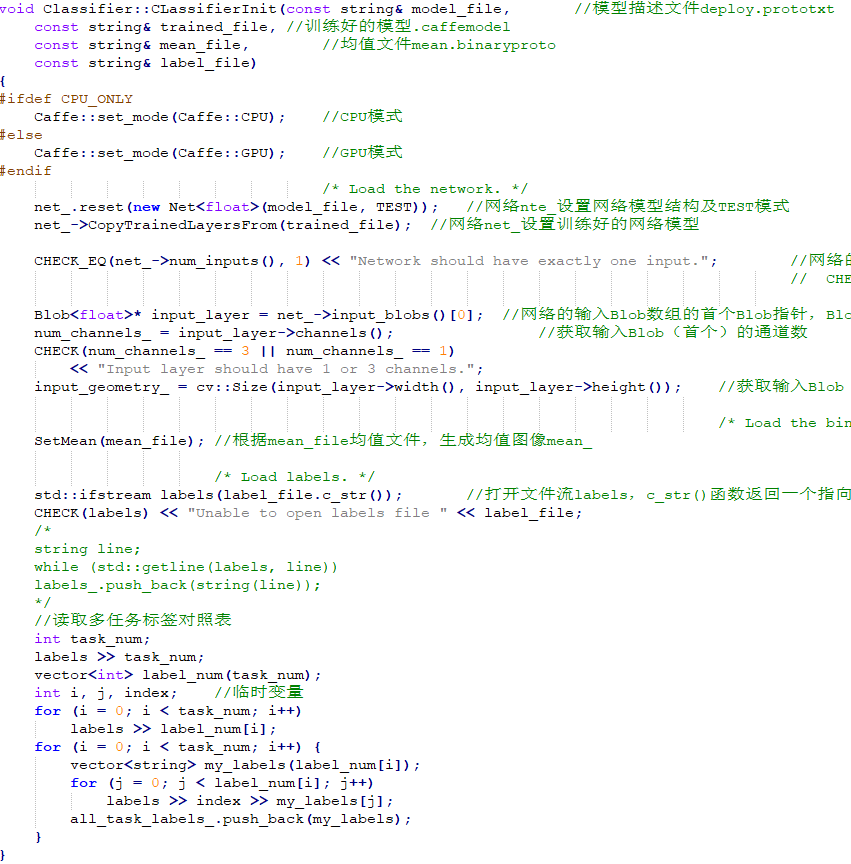 void Classifier::CLassifierInit(const string& model_file,        //模型描述文件deploy.prototxt
    const string& trained_file, //训练好的模型.caffemodel
    const string& mean_file,        //均值文件mean.binaryproto
    const string& label_file)
{
#ifdef CPU_ONLY
    Caffe::set_mode(Caffe::CPU);    //CPU模式
#else
    Caffe::set_mode(Caffe::GPU);    //GPU模式
#endif
                                    /* Load the network. */
    net_.reset(new Net<float>(model_file, TEST));   //网络nte_设置网络模型结构及TEST模式
    net_->CopyTrainedLayersFrom(trained_file);  //网络net_设置训练好的网络模型
    CHECK_EQ(net_->num_inputs(), 1) << "Network should have exactly one input.";        //网络的
                                                                                        //  CHE
    Blob<float>* input_layer = net_->input_blobs()[0];  //网络的输入Blob数组的首个Blob指针，Blo
    num_channels_ = input_layer->channels();                //获取输入Blob（首个）的通道数
    CHECK(num_channels_ == 3 || num_channels_ == 1)
        << "Input layer should have 1 or 3 channels.";
    input_geometry_ = cv::Size(input_layer->width(), input_layer->height());    //获取输入Blob
                                                                                /* Load the bin
    SetMean(mean_file); //根据mean_file均值文件，生成均值图像mean_
                        /* Load labels. */
    std::ifstream labels(label_file.c_str());       //打开文件流labels，c_str()函数返回一个指向
    CHECK(labels) << "Unable to open labels file " << label_file;
    /*
    string line;
    while (std::getline(labels, line))
    labels_.push_back(string(line));
    */
    //读取多任务标签对照表
    int task_num;
    labels >> task_num;
    vector<int> label_num(task_num);
    int i, j, index;    //临时变量
    for (i = 0; i < task_num; i++)
        labels >> label_num[i];
    for (i = 0; i < task_num; i++) {
        vector<string> my_labels(label_num[i]);
        for (j = 0; j < label_num[i]; j++)
            labels >> index >> my_labels[j];
        all_task_labels_.push_back(my_labels);
    }
}